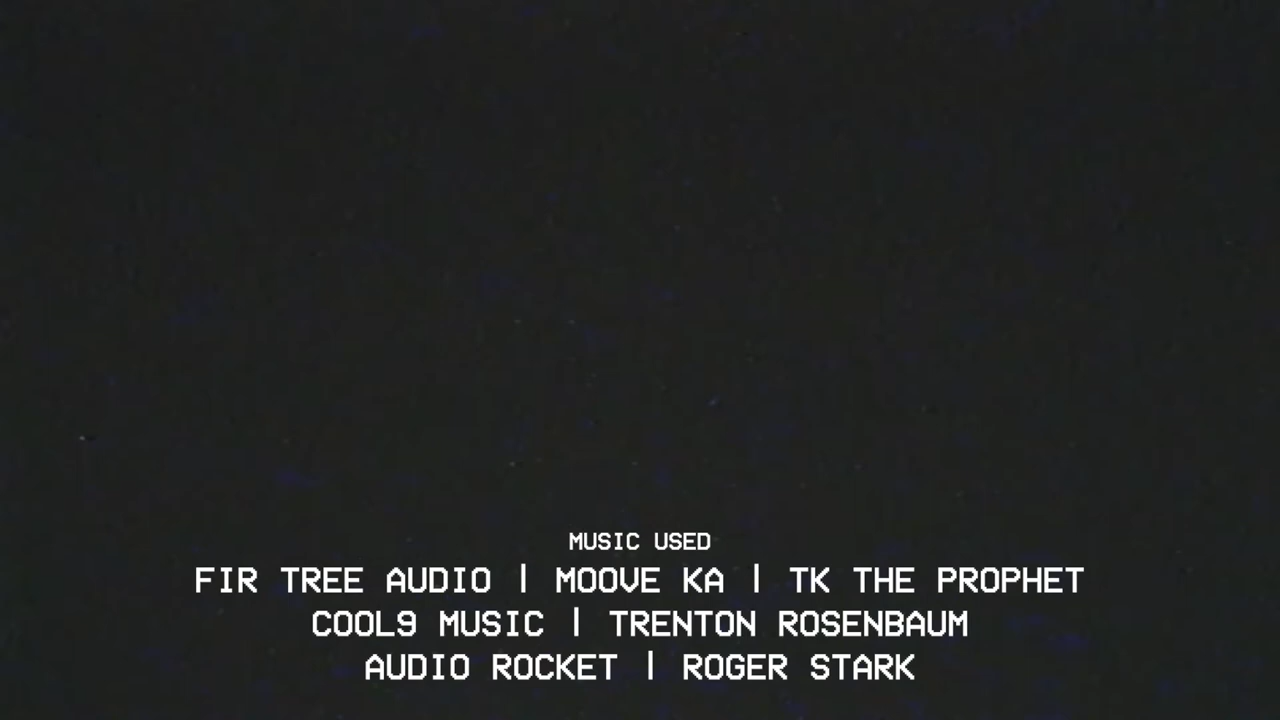 MUSIC USED
FIR TREE AUDIO | MOOVE KA | TK THE PROPHET
COOL9 MUSIC | TRENTON ROSENBAUM
AUDIO ROCKET | ROGER STARK